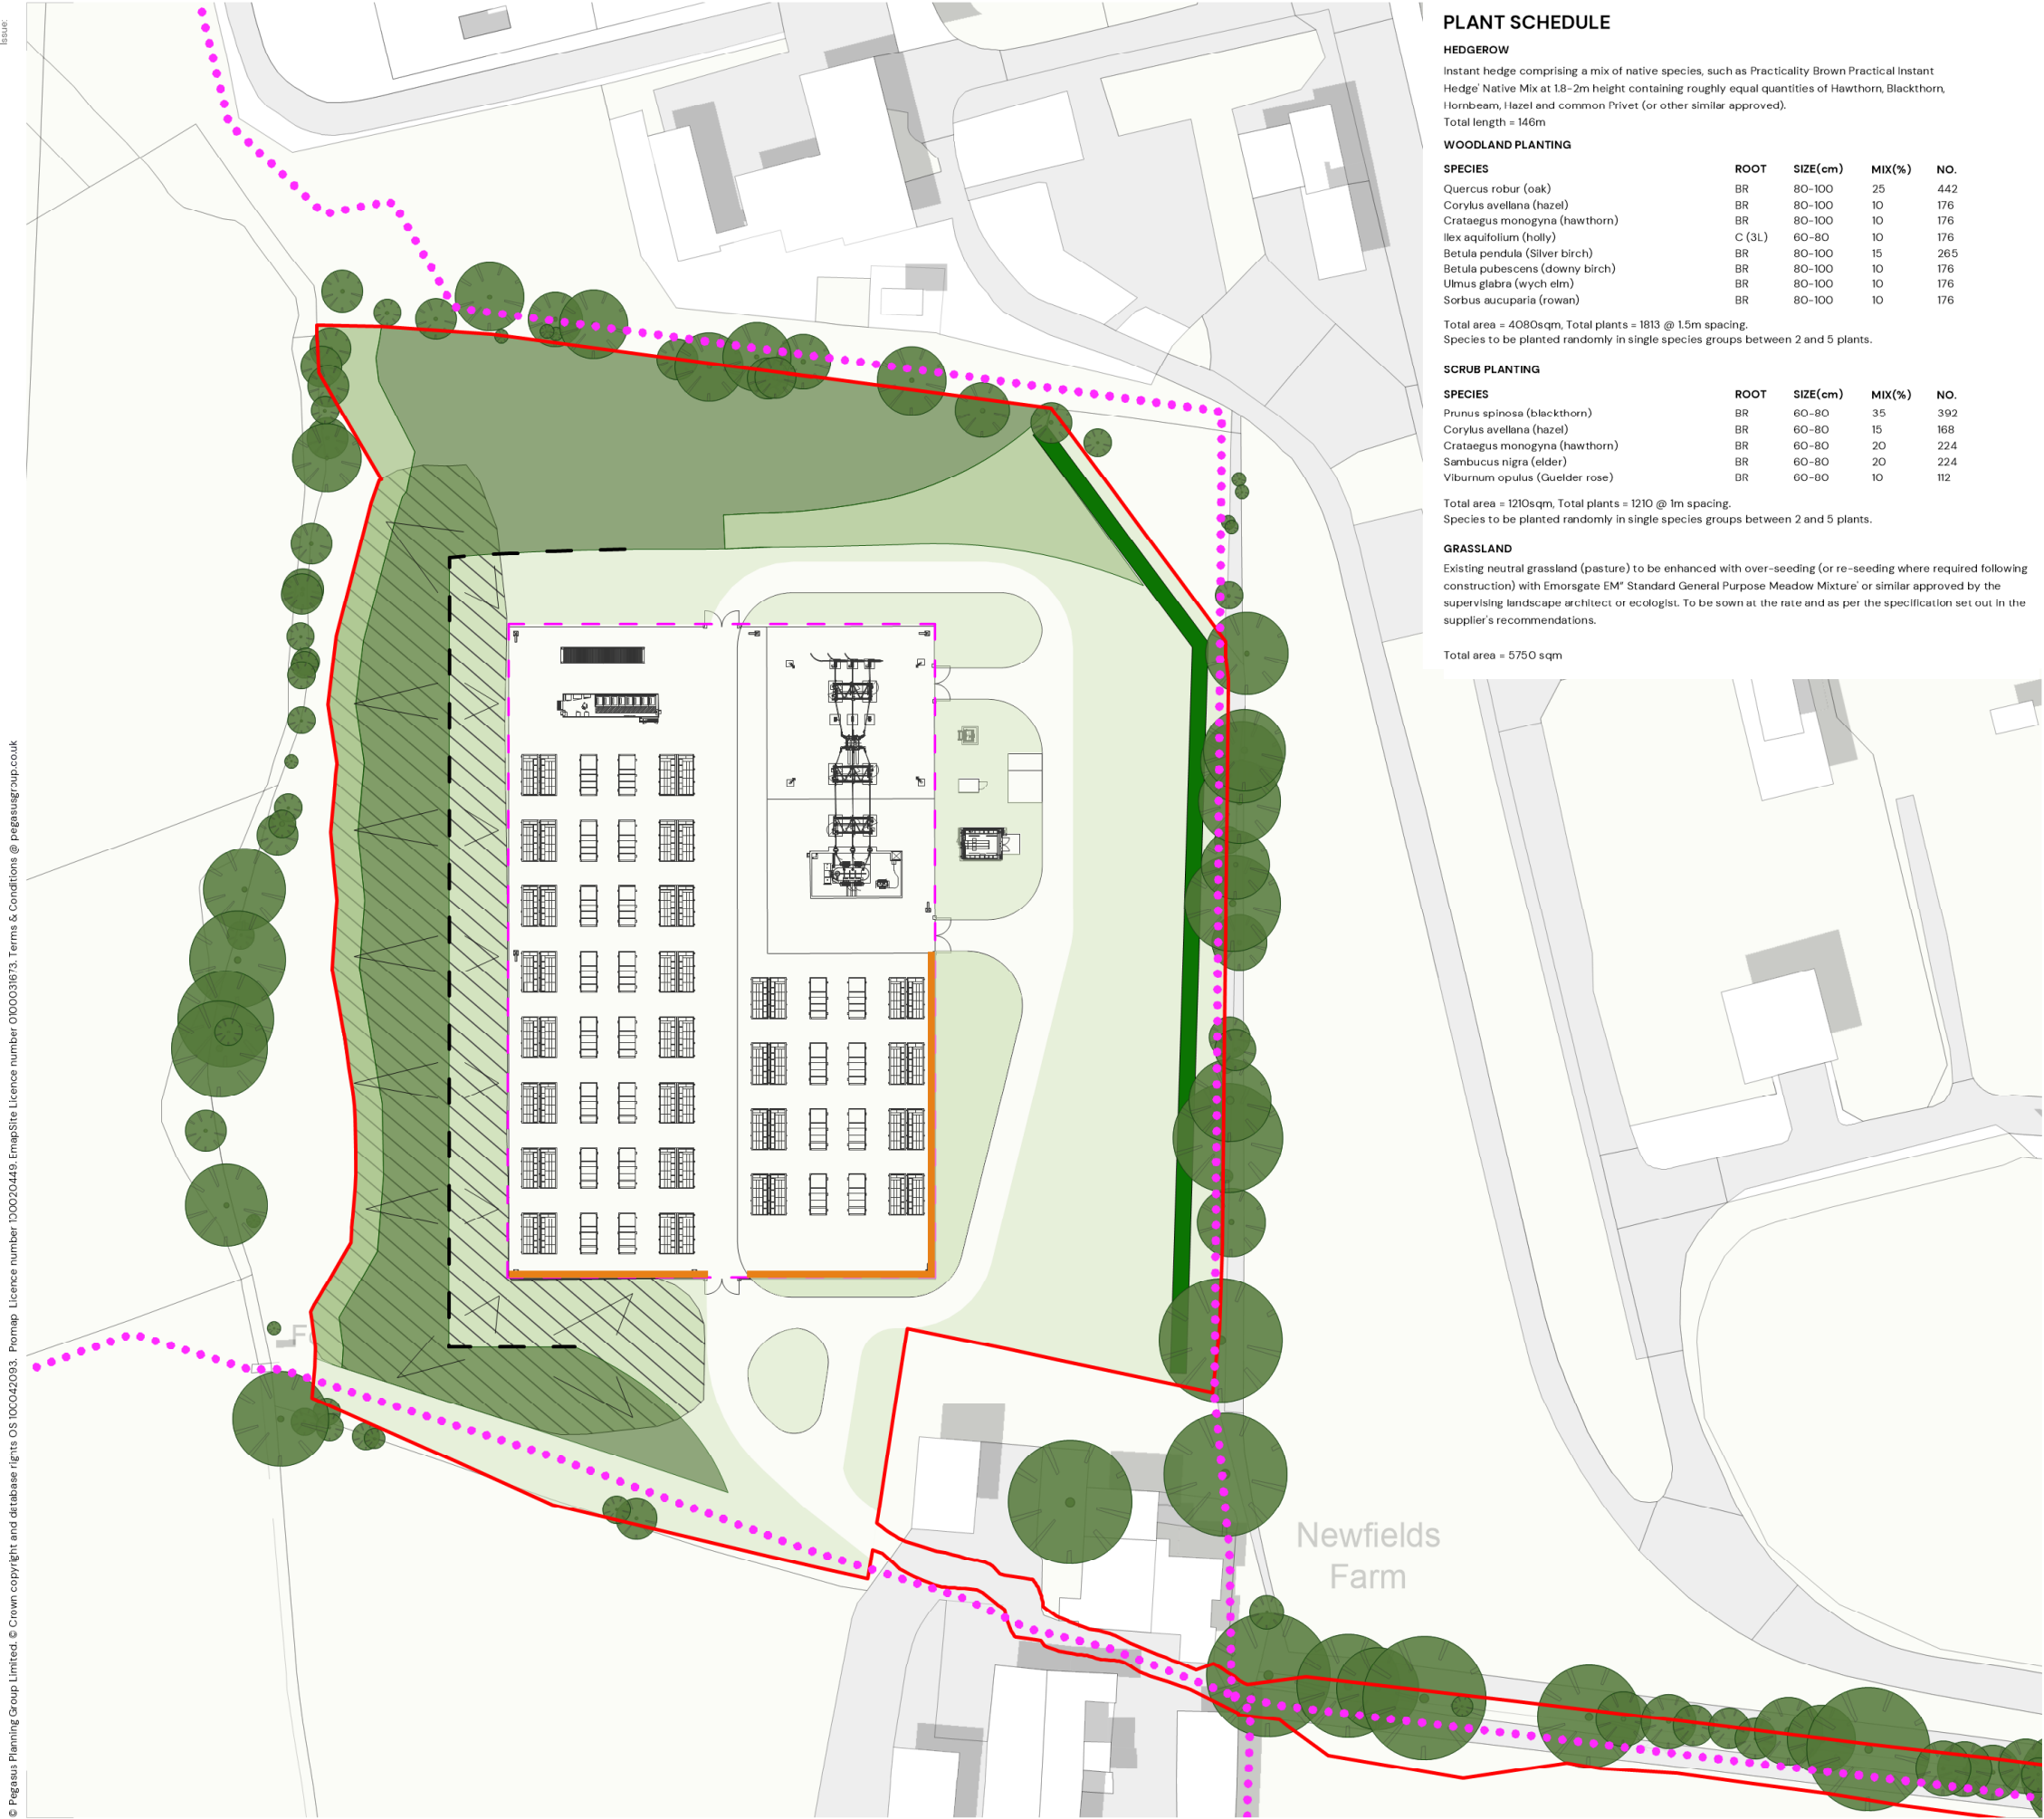 Issue:
© Pegasus Planning Group Limited. © Crown copyright and database rights OS 100042093. Promap Licence number 100020449. EmapSite Licence number 0100031673. Terms & Conditions @ pegasusgroup.co.uk
PLANT SCHEDULE
HEDGEROW
Instant hedge comprising a mix of native species, such as Practicality Brown Practical Instant
Hedge' Native Mix at 1.8-2m height containing roughly equal quantities of Hawthorn, Blackthorn,
Hornbeam, Hazel and common Privet (or other similar approved).
Total length = 146m
WOODLAND PLANTING
SPECIES ROOT SIZE(cm) MIX(%) NO.
Quercus robur (oak) BR 80-100 25 442
Corylus avellana (hazel) BR 80-100 10 176
Crataegus monogyna (hawthorn) BR 80-100 10 176
Ilex aquifolium (holly) C (3L) 60-80 10 176
Betula pendula (Silver birch) BR 80-100 15 265
Betula pubescens (downy birch) BR 80-100 10 176
Ulmus glabra (wych elm) BR 80-100 10 176
Sorbus aucuparia (rowan) BR 80-100 10 176
Total area = 4080sqm, Total plants = 1813 @ 1.5m spacing.
Species to be planted randomly in single species groups between 2 and 5 plants.
SCRUB PLANTING
SPECIES ROOT SIZE(cm) MIX(%) NO.
Prunus spinosa (blackthorn) BR 60-80 35 392
Corylus avellana (hazel) BR 60-80 15 168
Crataegus monogyna (hawthorn) BR 60-80 20 224
Sambucus nigra (elder) BR 60-80 20 224
Viburnum opulus (Guelder rose) BR 60-80 10 112
Total area = 1210sqm, Total plants = 1210 @ 1m spacing.
Species to be planted randomly in single species groups between 2 and 5 plants.
GRASSLAND
Existing neutral grassland (pasture) to be enhanced with over-seeding (or re-seeding where required following
construction) with Emorsgate EM" Standard General Purpose Meadow Mixture' or similar approved by the
supervising landscape architect or ecologist. To be sown at the rate and as per the specification set out in the
supplier's recommendations.
Total area = 5750 sqm
Newfields
Farm